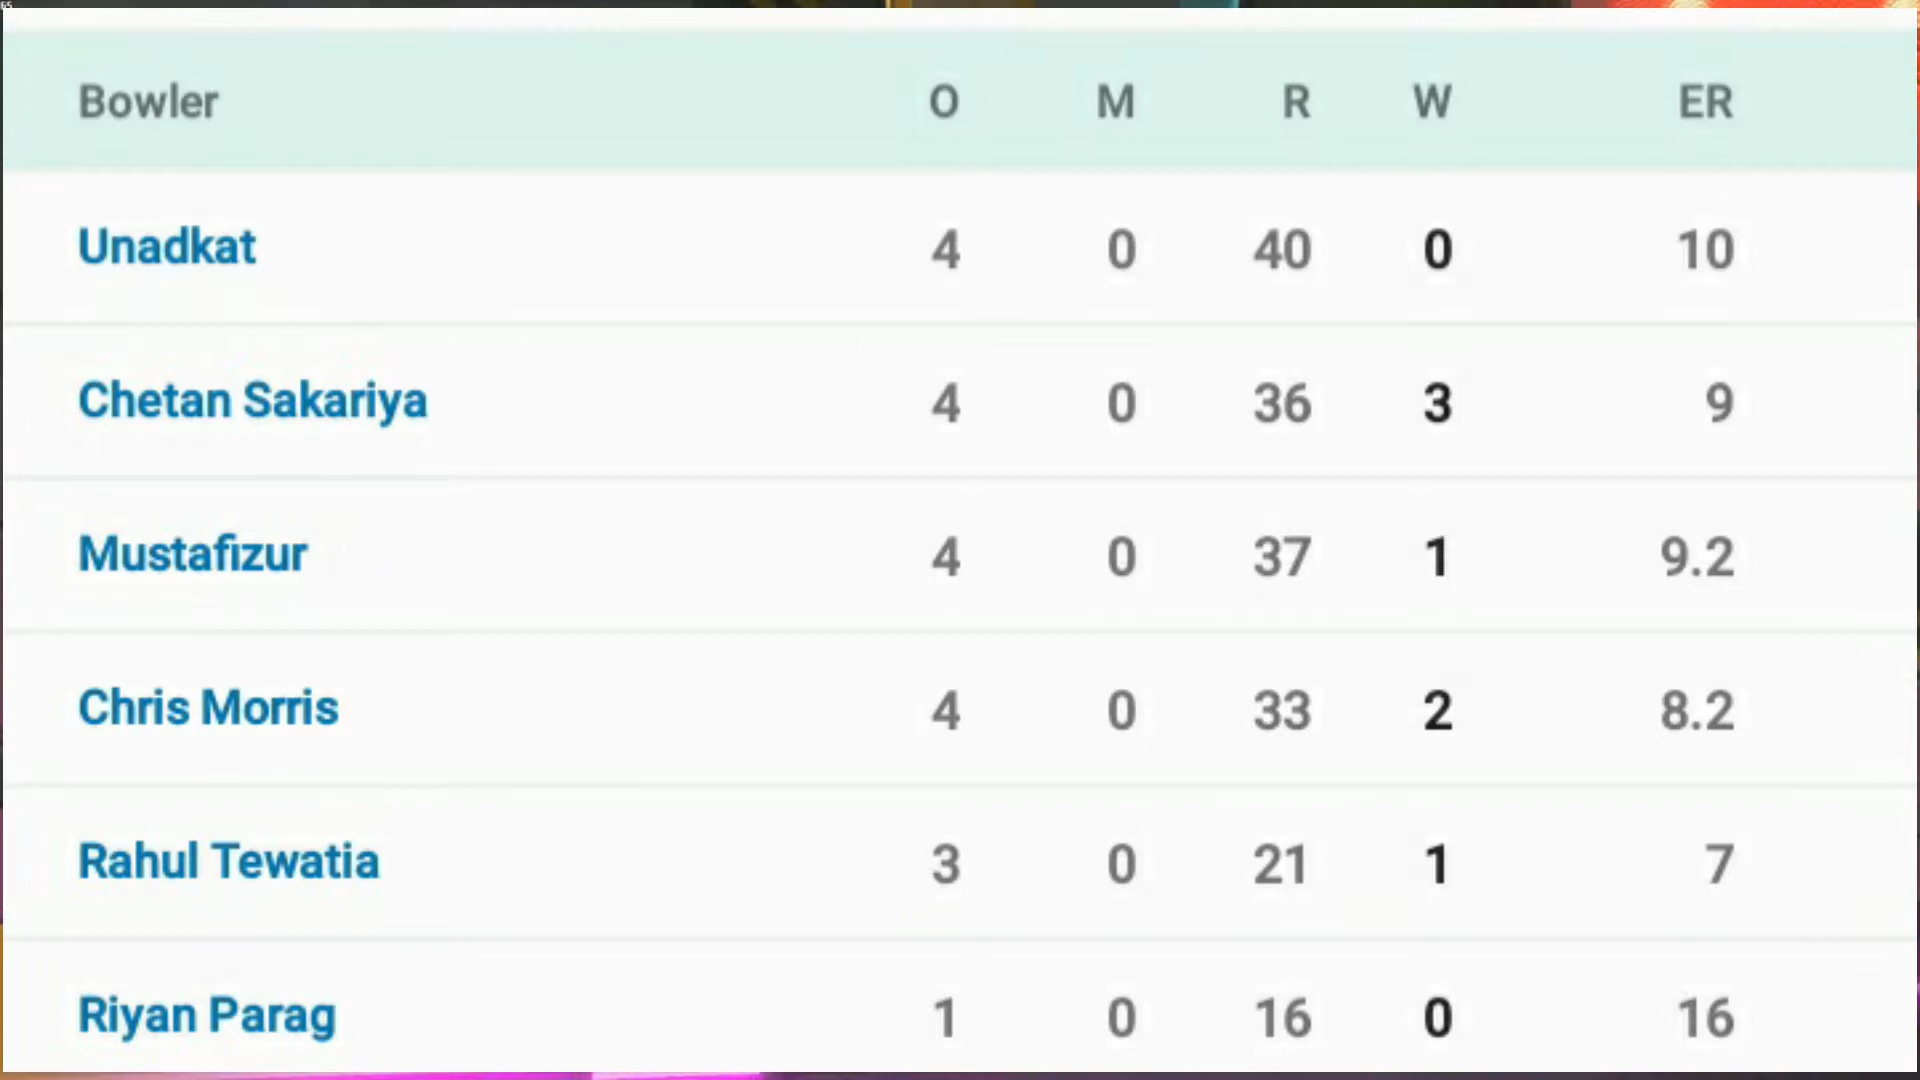 Bowler O M R W ER
Unadkat 4 0 40 0 10
Chetan Sakariya 4 0 36 3 9
Mustafizur 4 0 37 1 9.2
Chris Morris 4 0 33 2 8.2
Rahul Tewatia 3 0 21 1 7
Riyan Parag 1 0 16 0 16